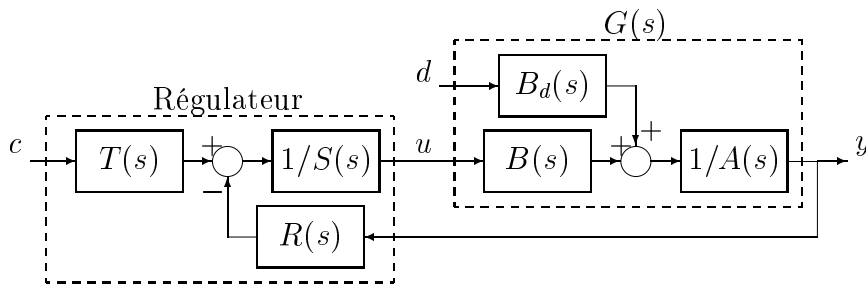 G(s)
d
B_d(s)
+
Régulateur
c
T(s)
+
−
1/S(s)
u
B(s)
+
1/A(s)
y
R(s)